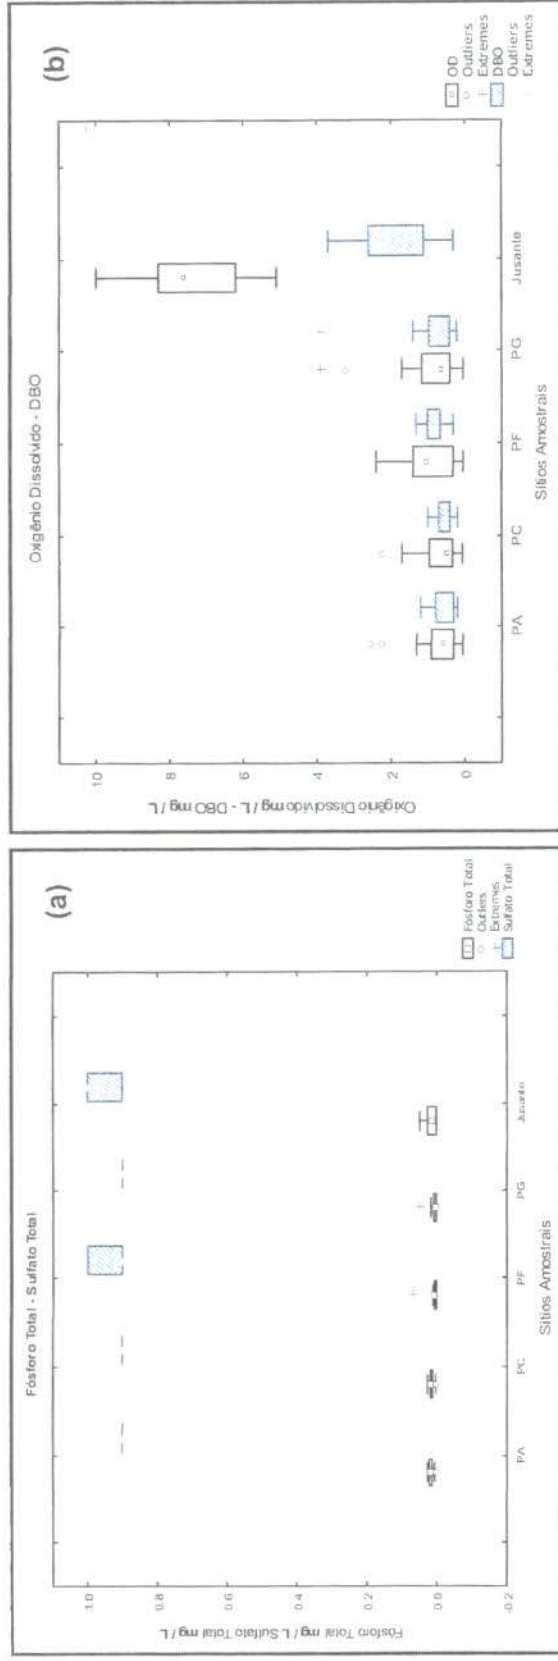 (a)
Fósforo Total - Sulfato Total
Fósforo Total mg / L Sulfato Total mg / L
1.0
0.8
0.6
0.4
0.2
0.0
-0.2
PA
PC
PF
PG
Jusante
Sítios Amostrais
Fósforo Total
Outliers
Extremes
Sulfato Total
(b)
Oxigênio Dissolvido - DBO
Oxigênio Dissolvido mg / L - DBO mg / L
10
8
6
4
2
0
PA
PC
PF
PG
Jusante
Sítios Amostrais
OD
Outliers
Extremes
DBO
Outliers
Extremes